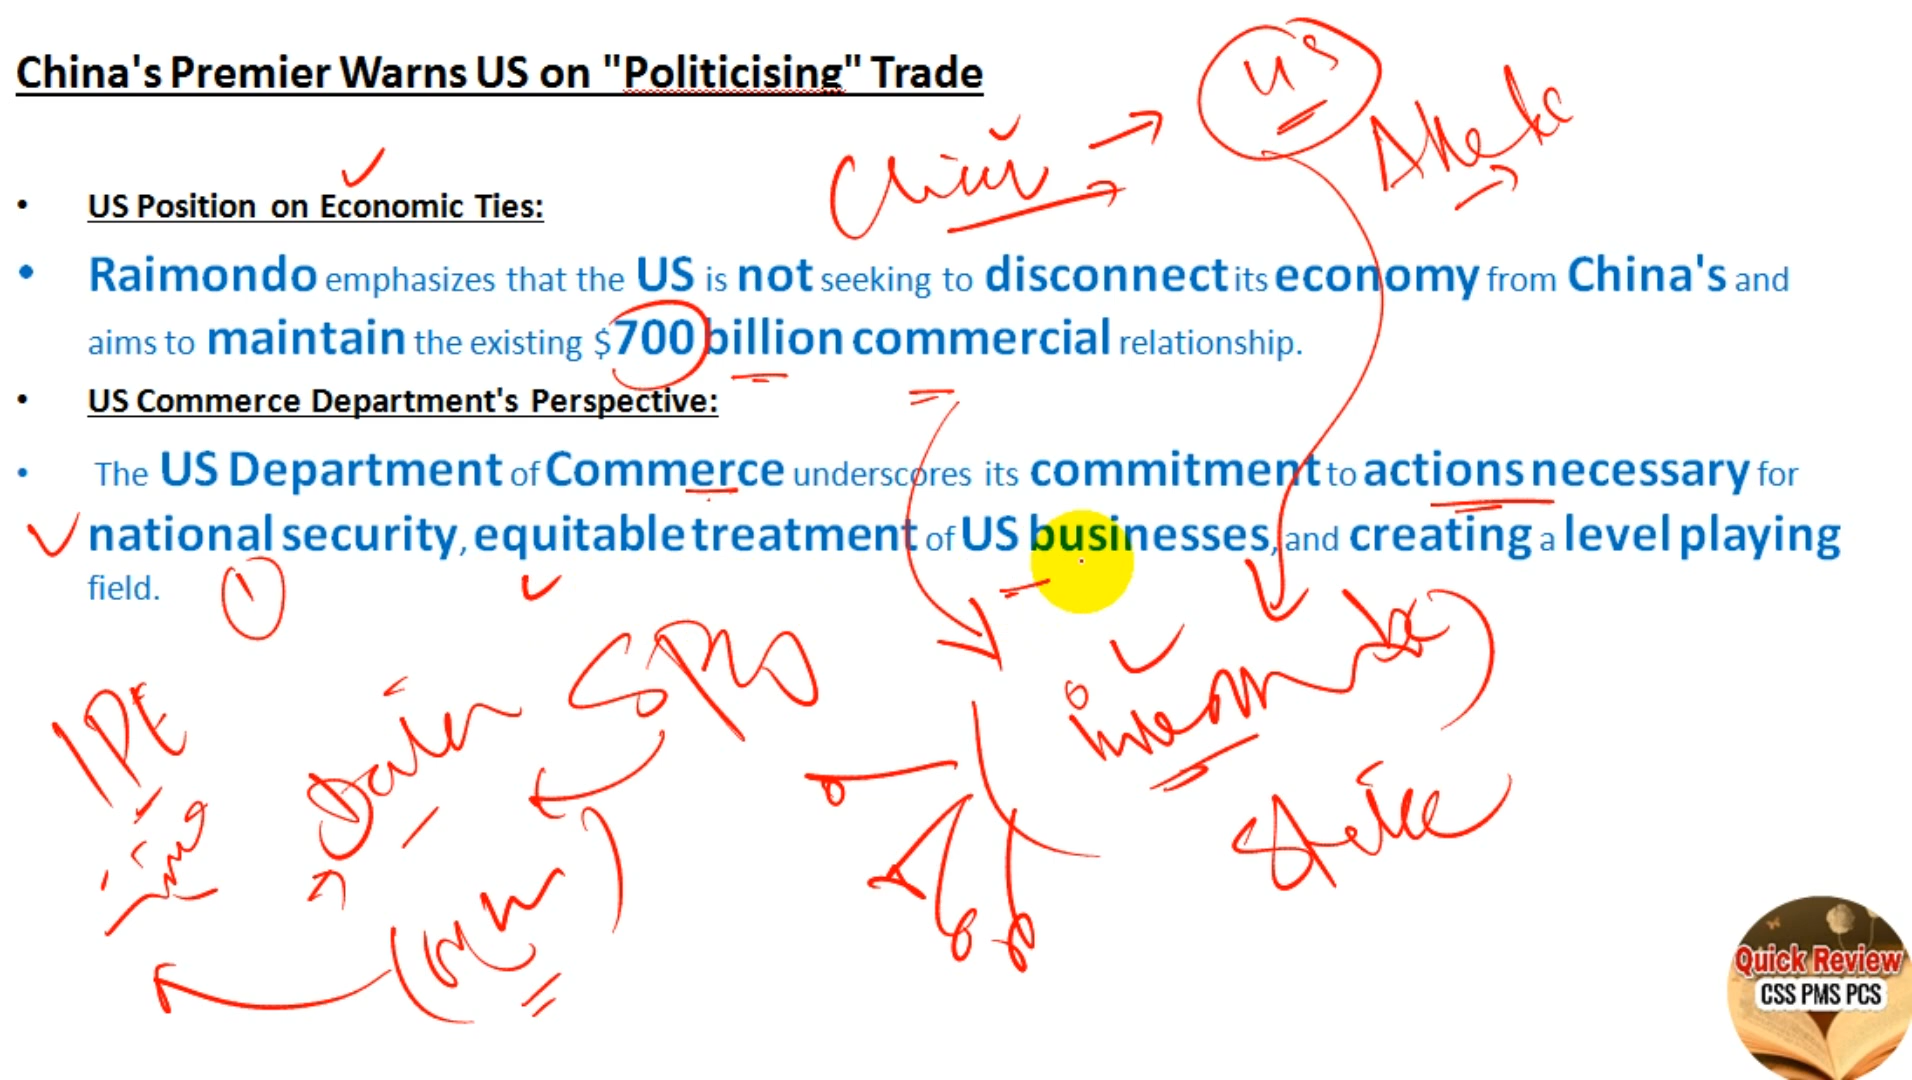 China's Premier Warns US on "Politicising" Trade
US
China
• US Position on Economic Ties:
• Raimondo emphasizes that the US is not seeking to disconnect its economy from China's and
aims to maintain the existing $700 billion commercial relationship.
• US Commerce Department's Perspective:
• The US Department of Commerce underscores its commitment to actions necessary for
national security, equitable treatment of US businesses, and creating a level playing
field.
IPE
Quick Review
CSS PMS PCS